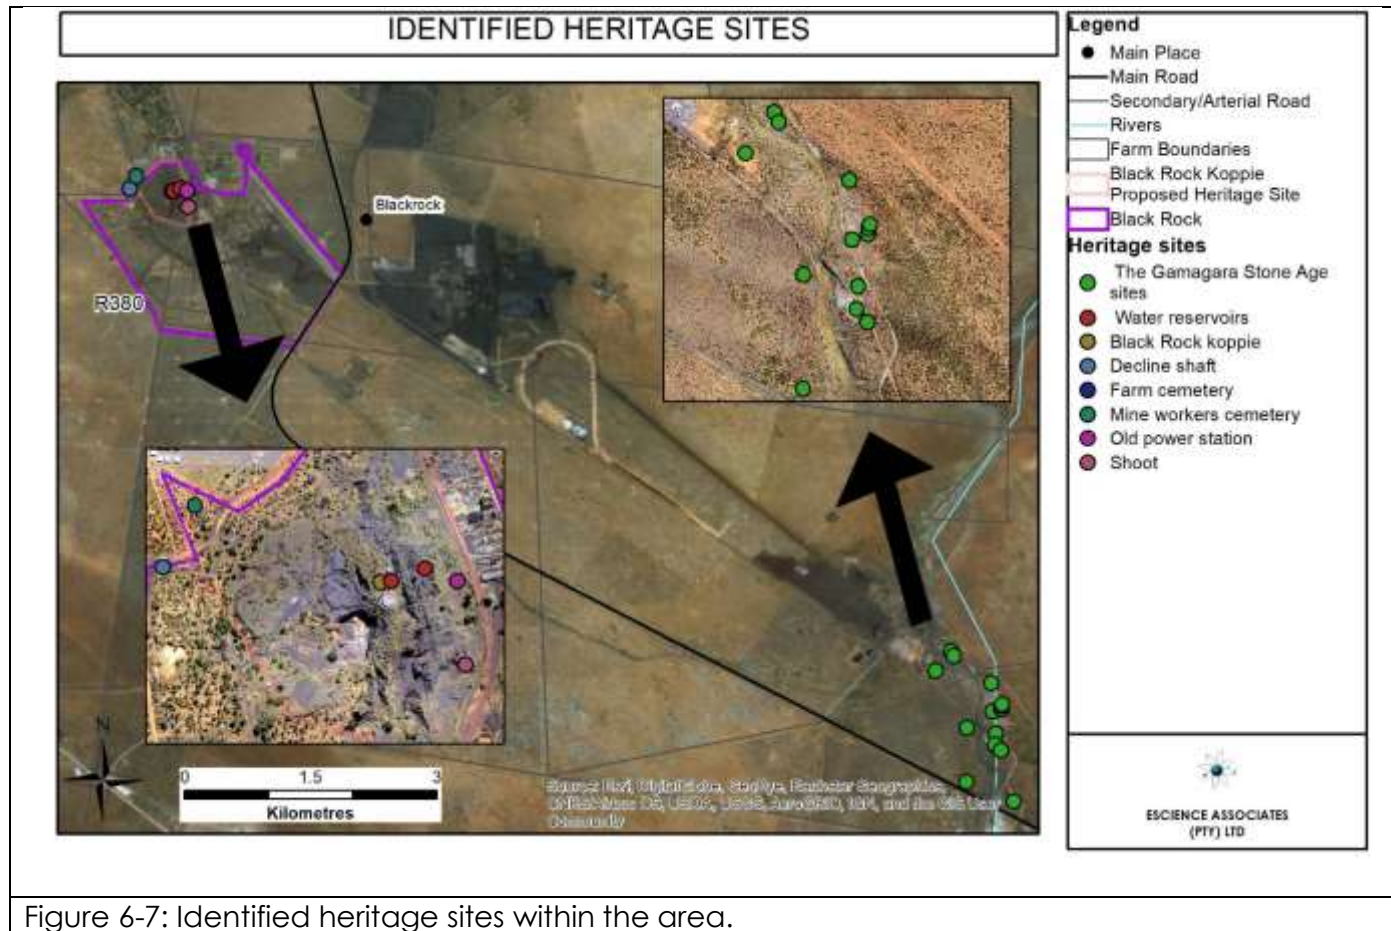 IDENTIFIED HERITAGE SITES
Blackrock
R380
N
0 1.5 3
Kilometres
Community
Legend
Main Place
Main Road
Secondary/Arterial Road
Rivers
Farm Boundaries
Black Rock Koppie
Proposed Heritage Site
Black Rock
Heritage sites
The Gamagara Stone Age
sites
Water reservoirs
Black Rock koppie
Decline shaft
Farm cemetery
Mine workers cemetery
Old power station
Shoot
ESCIENCE ASSOCIATES
(PTY) LTD
Figure 6-7: Identified heritage sites within the area.